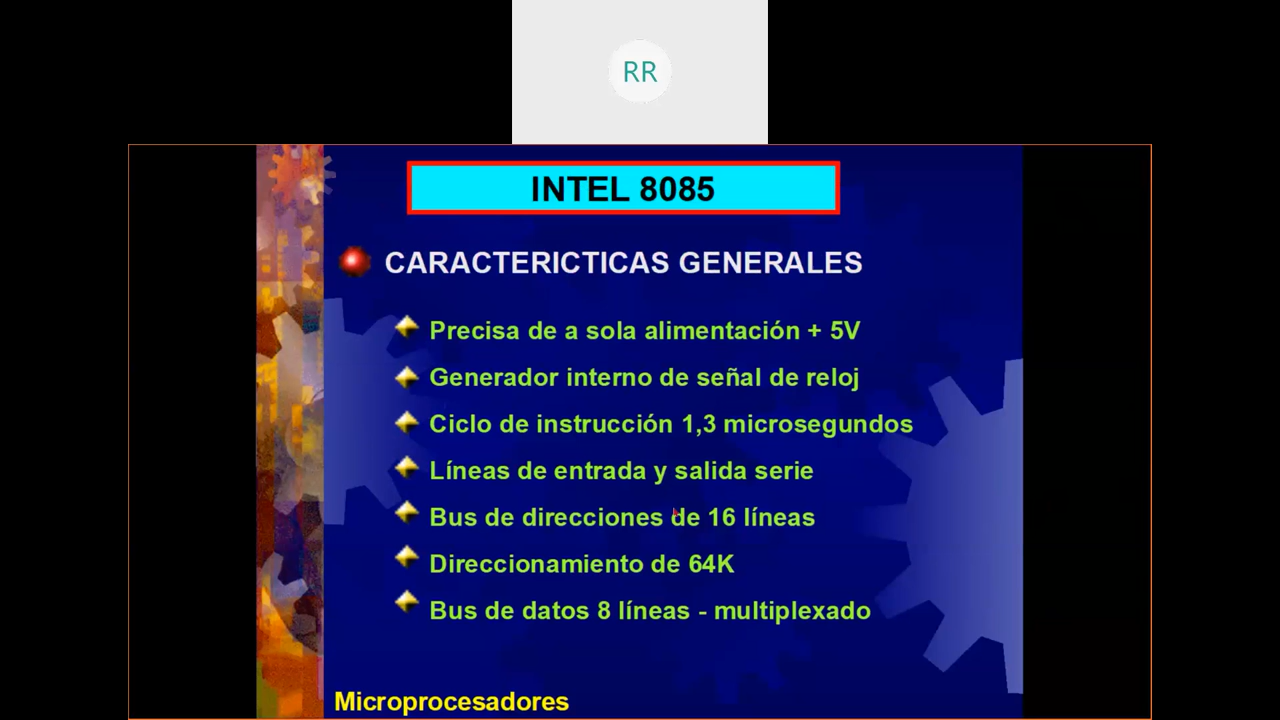 RR
INTEL 8085
CARACTERICTICAS GENERALES
Precisa de a sola alimentación + 5V
Generador interno de señal de reloj
Ciclo de instrucción 1,3 microsegundos
Líneas de entrada y salida serie
Bus de direcciones de 16 líneas
Direccionamiento de 64K
Bus de datos 8 líneas - multiplexado
Microprocesadores